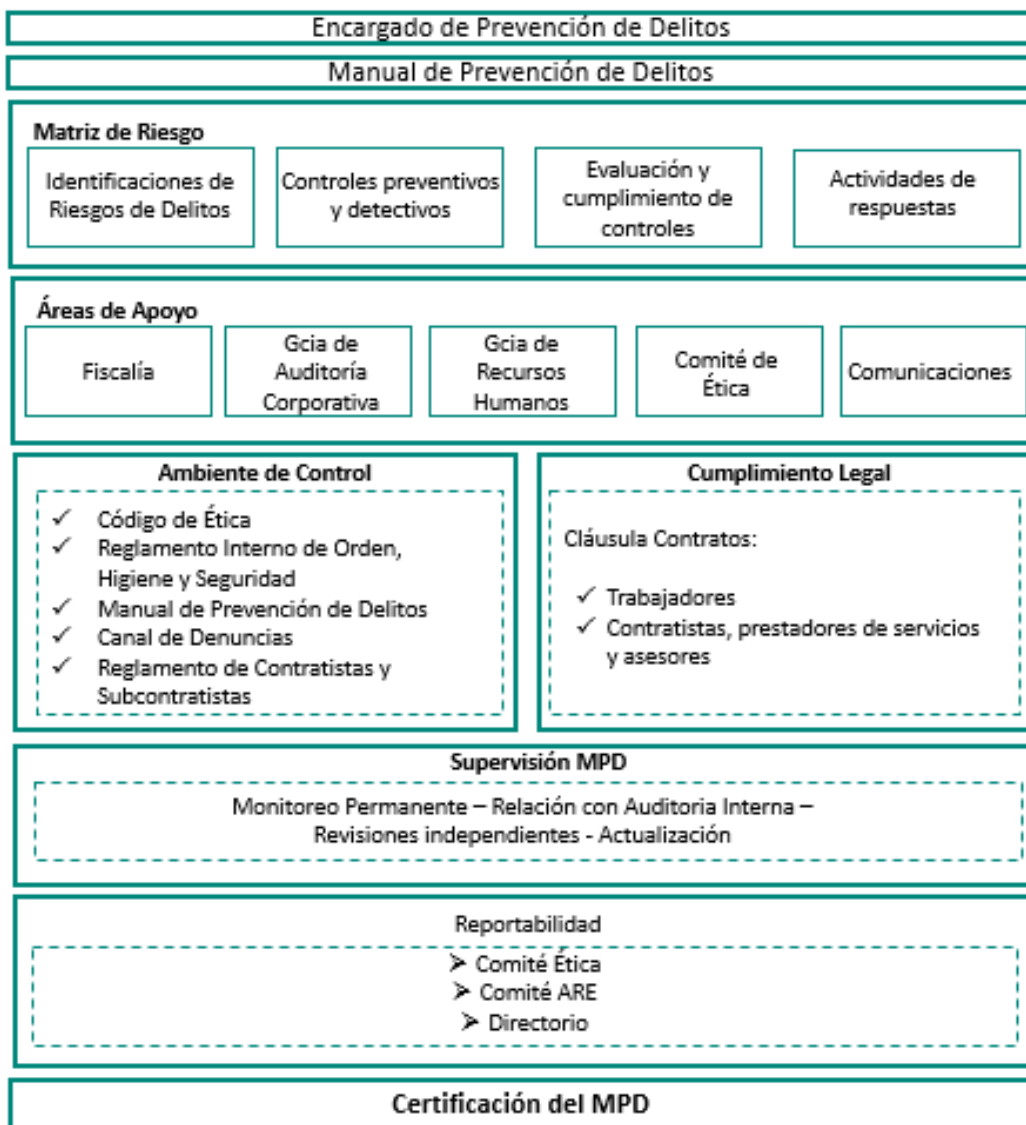 Encargado de Prevención de Delitos
Manual de Prevención de Delitos
Matriz de Riesgo
Identificaciones de
Riesgos de Delitos
Controles preventivos
y detectivos
Evaluación y
cumplimiento de
controles
Actividades de
respuestas
Áreas de Apoyo
Fiscalía
Gcia de
Auditoría
Corporativa
Gcia de
Recursos
Humanos
Comité de
Ética
Comunicaciones
Ambiente de Control
✓ Código de Ética
✓ Reglamento Interno de Orden,
Higiene y Seguridad
✓ Manual de Prevención de Delitos
✓ Canal de Denuncias
✓ Reglamento de Contratistas y
Subcontratistas
Cumplimiento Legal
Cláusula Contratos:
✓ Trabajadores
✓ Contratistas, prestadores de servicios
y asesores
Supervisión MPD
Monitoreo Permanente – Relación con Auditoria Interna –
Revisiones independientes - Actualización
Reportabilidad
➤ Comité Ética
➤ Comité ARE
➤ Directorio
Certificación del MPD